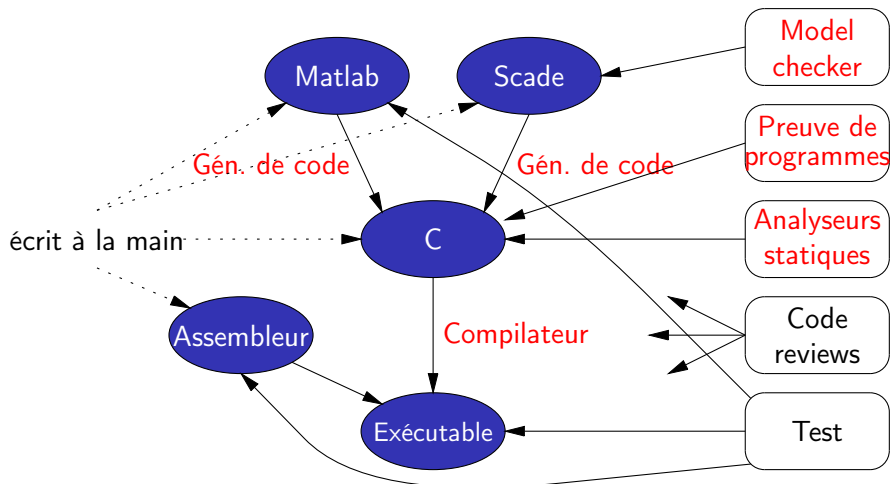 Matlab
Scade
Model
checker
Gén. de code
Gén. de code
Preuve de
programmes
écrit à la main
C
Analyseurs
statiques
Assembleur
Compilateur
Code
reviews
Exécutable
Test